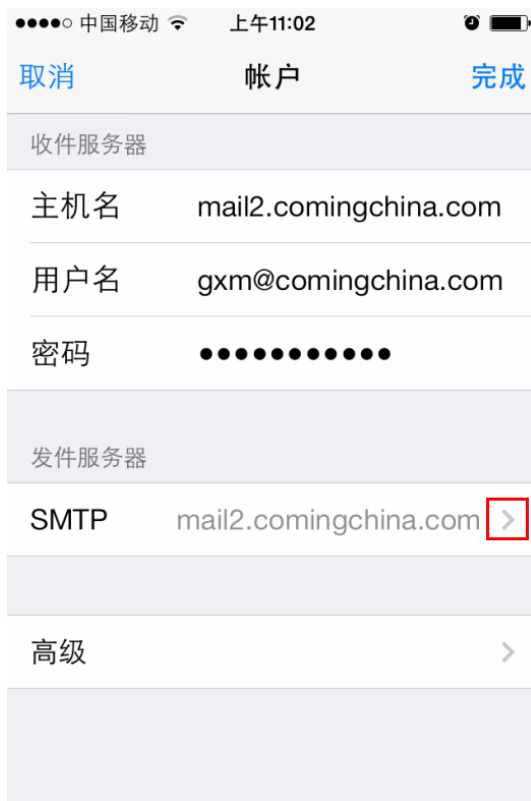 中国移动 上午11:02
取消 帐户 完成
收件服务器
主机名 mail2.comingchina.com
用户名 gxm@comingchina.com
密码 ●●●●●●●●●●●
发件服务器
SMTP mail2.comingchina.com
高级